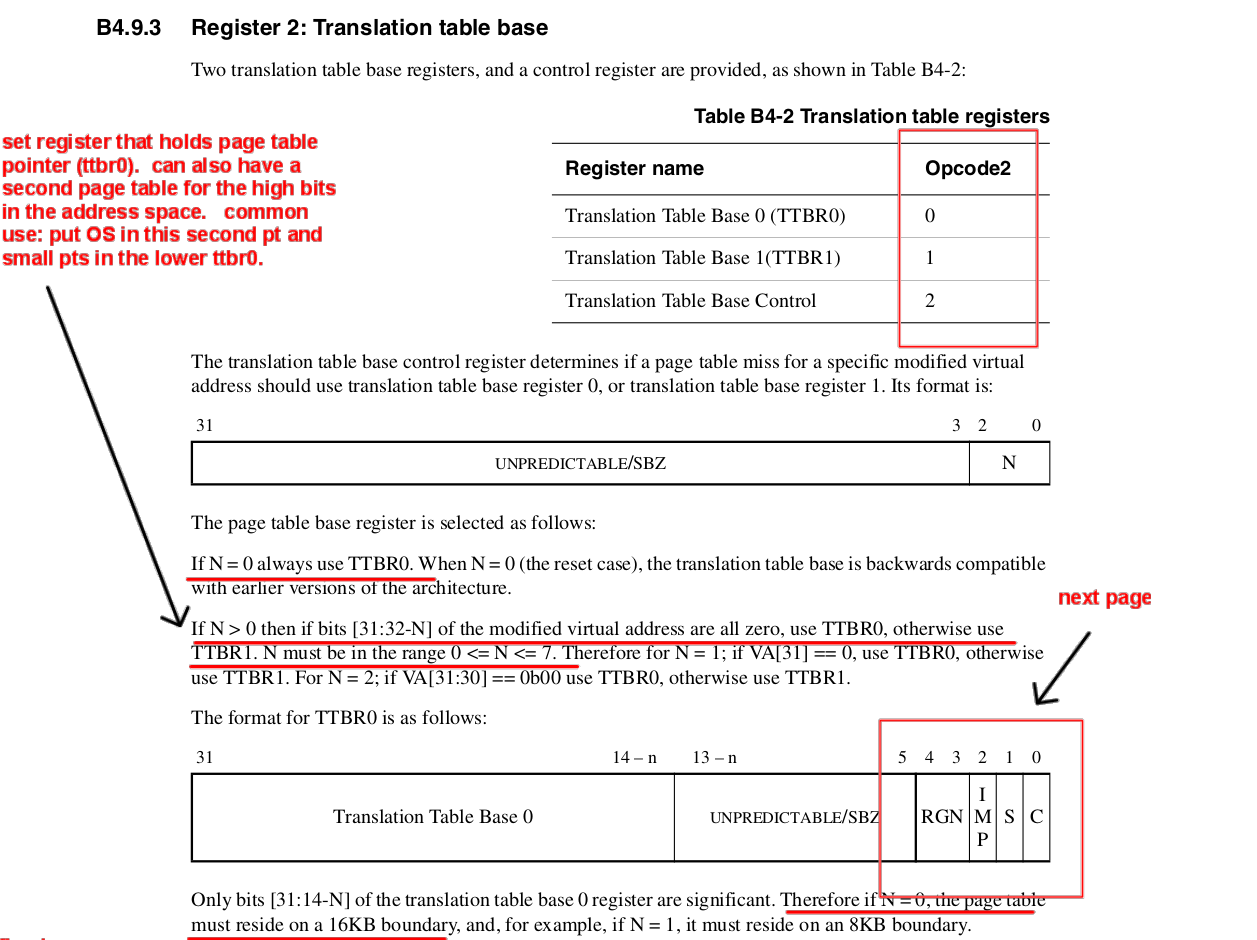 B4.9.3 Register 2: Translation table base
Two translation table base registers, and a control register are provided, as shown in Table B4-2:
Table B4-2 Translation table registers
set register that holds page table
pointer (ttbr0). can also have a
second page table for the high bits
in the address space. common
use: put OS in this second pt and
small pts in the lower ttbr0.
Register name Opcode2
Translation Table Base 0 (TTBR0) 0
Translation Table Base 1(TTBR1) 1
Translation Table Base Control 2
The translation table base control register determines if a page table miss for a specific modified virtual
address should use translation table base register 0, or translation table base register 1. Its format is:
31 3 2 0
UNPREDICTABLE/SBZ N
The page table base register is selected as follows:
If N = 0 always use TTBR0. When N = 0 (the reset case), the translation table base is backwards compatible
with earlier versions of the architecture.
next page
If N > 0 then if bits [31:32-N] of the modified virtual address are all zero, use TTBR0, otherwise use
TTBR1. N must be in the range 0 <= N <= 7. Therefore for N = 1; if VA[31] == 0, use TTBR0, otherwise
use TTBR1. For N = 2; if VA[31:30] == 0b00 use TTBR0, otherwise use TTBR1.
The format for TTBR0 is as follows:
31 14 – n 13 – n 5 4 3 2 1 0
Translation Table Base 0 UNPREDICTABLE/SBZ RGN IMP S C
Only bits [31:14-N] of the translation table base 0 register are significant. Therefore if N = 0, the page table
must reside on a 16KB boundary, and, for example, if N = 1, it must reside on an 8KB boundary.